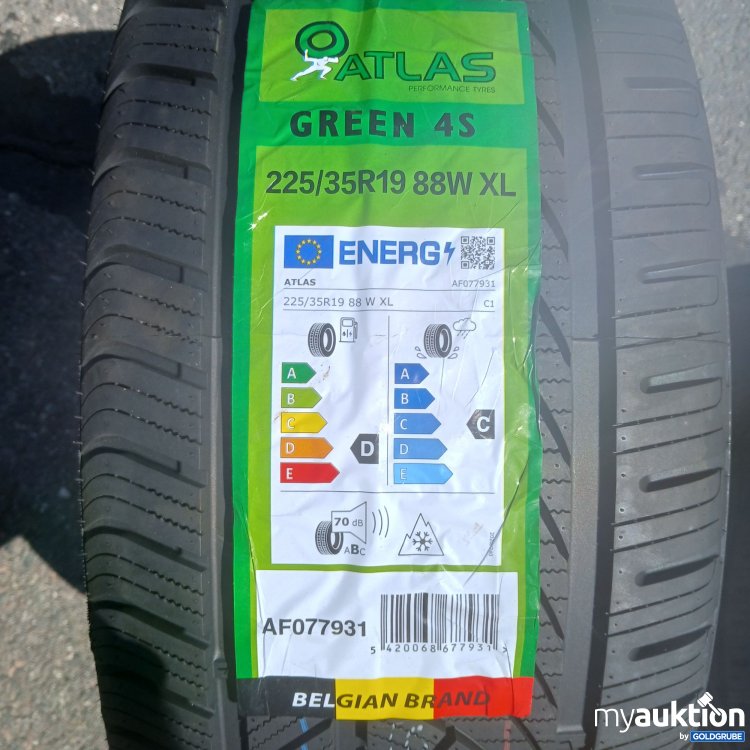 ATLAS
PERFORMANCE TYRES
GREEN 4S
225/35R19 88W XL
ENERG
ATLAS AF077931
225/35R19 88 W XL C1
A A
B B
C C C
D D D
E E
70 dB
ABC
AF077931
5 420068 677931 >
BELGIAN BRAND
myauktion
by GOLDGRUBE